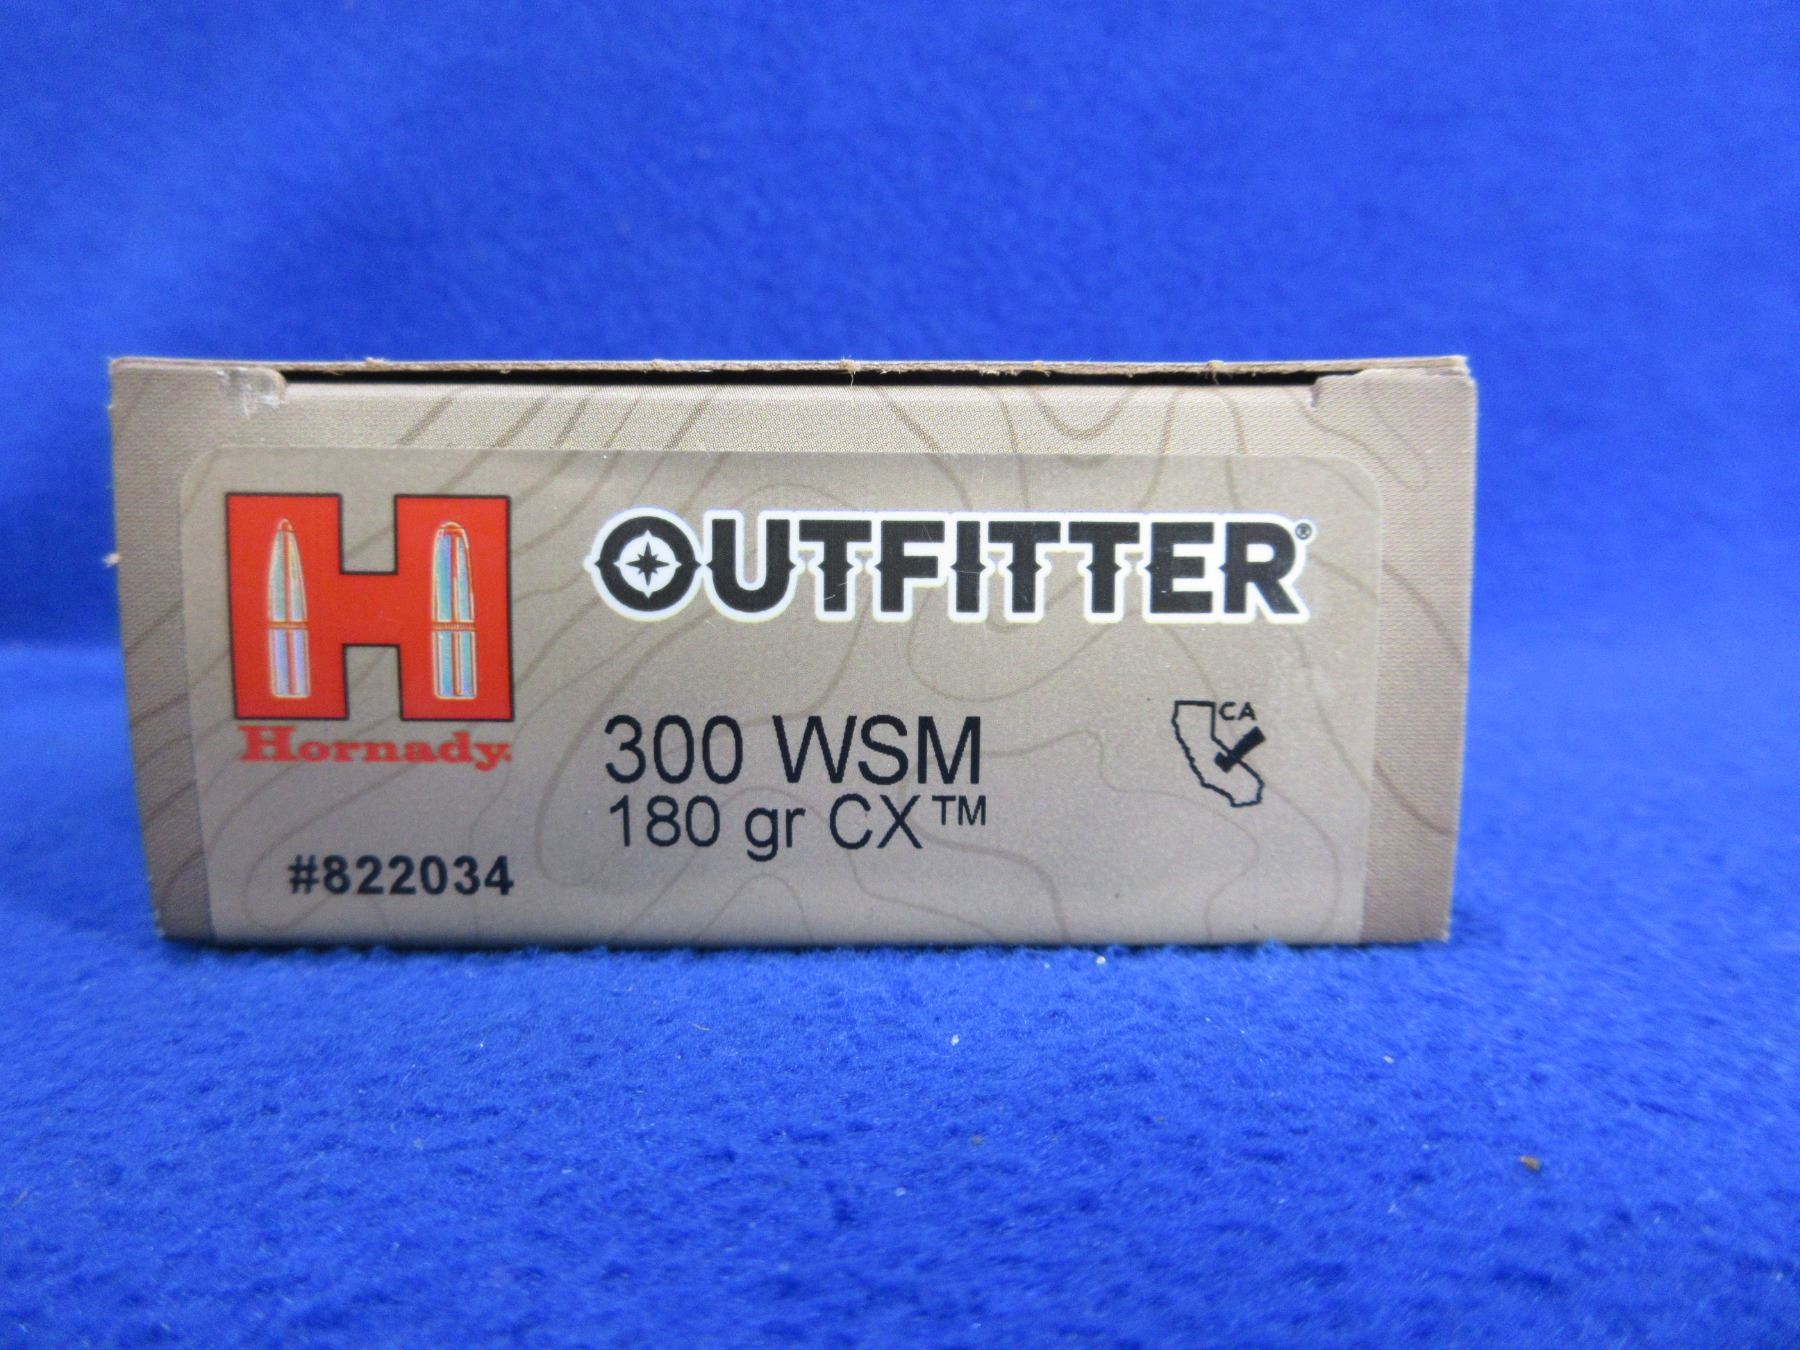 H
Hornady.
OUTFITTER®
300 WSM
180 gr CX™
CA
#822034